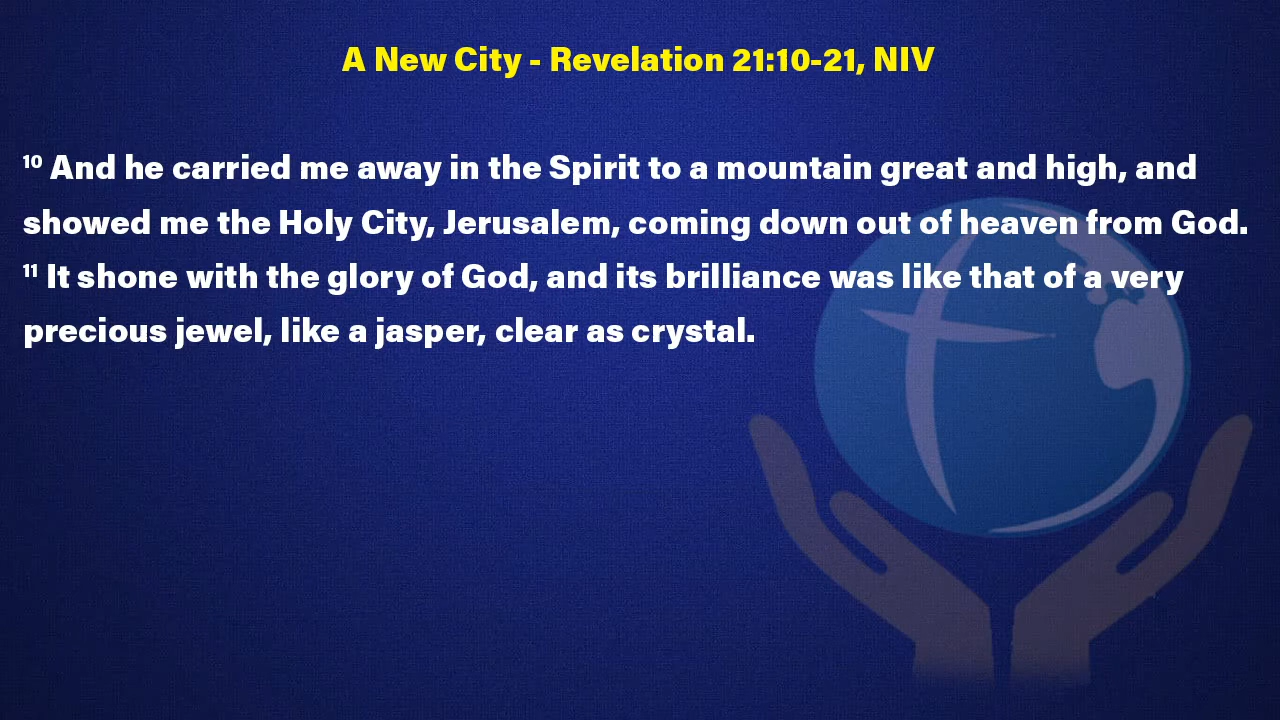 A New City - Revelation 21:10-21, NIV
¹⁰ And he carried me away in the Spirit to a mountain great and high, and
showed me the Holy City, Jerusalem, coming down out of heaven from God.
¹¹ It shone with the glory of God, and its brilliance was like that of a very
precious jewel, like a jasper, clear as crystal.